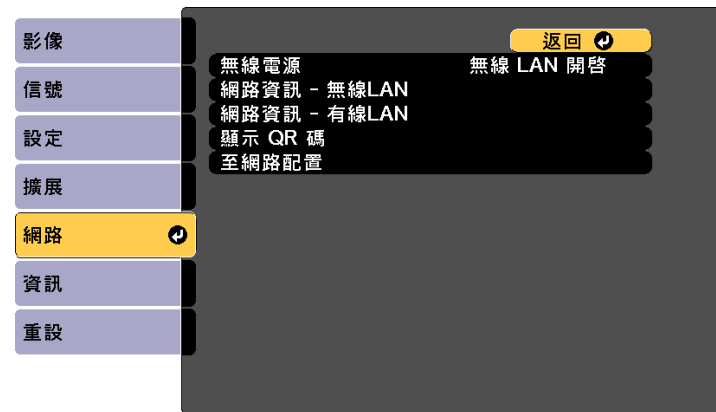 影像
信號
設定
擴展
網路
資訊
重設
返回
無線電源 無線 LAN 開啓
網路資訊 - 無線LAN
網路資訊 - 有線LAN
顯示 QR 碼
至網路配置